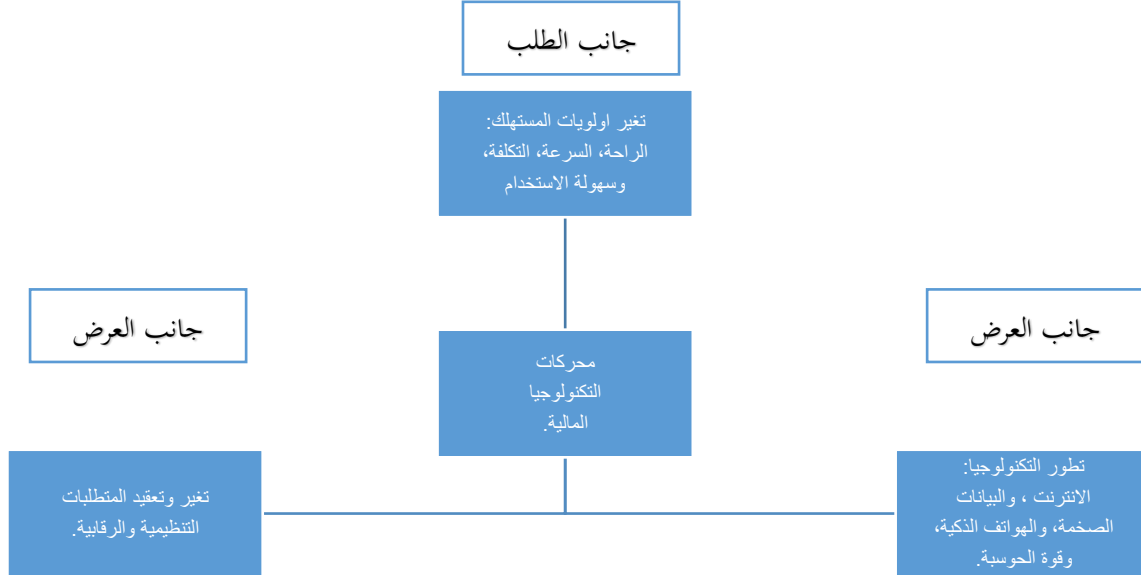 جانب الطلب
تغير اولويات المستهلك:
الراحة، السرعة، التكلفة،
وسهولة الاستخدام
جانب العرض
جانب العرض
محركات
التكنولوجيا
المالية.
تطور التكنولوجيا:
الانترنت ، والبيانات
الصخمة، والهواتف الذكية،
وقوة الحوسبة.
تغير وتعقيد المتطلبات
التنظيمية والرقابية.